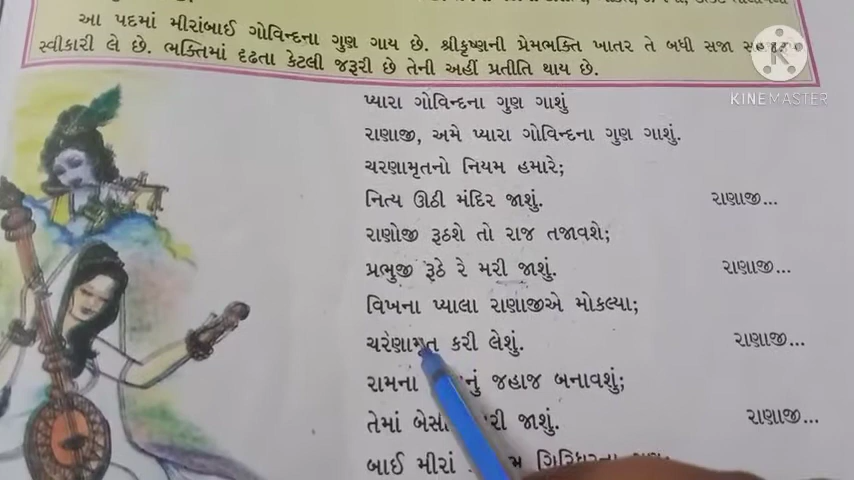 આ પદમાં મીરાંબાઈ ગોવિન્દના ગુણ ગાય છે. શ્રીકૃષ્ણની પ્રેમભક્તિ ખાતર તે બધી સજા
સ્વીકારી લે છે. ભક્તિમાં દૃઢતા કેટલી જરૂરી છે તેની અહીં પ્રતીતિ થાય છે.
KINEMASTER
પ્યારા ગોવિન્દના ગુણ ગાશું
રાણાજી, અમે પ્યારા ગોવિન્દના ગુણ ગાશું.
ચરણામૃતનો નિયમ હમારે;
નિત્ય ઊઠી મંદિર જાશું. રાણાજી...
રાણોજી રૂઠશે તો રાજ તજાવશે;
પ્રભુજી રૂઠે રે મરી જાશું. રાણાજી...
વિખના પ્યાલા રાણાજીએ મોકલ્યા;
ચરણામૃત કરી લેશું. રાણાજી...
રામના જહાજ બનાવશું;
તેમાં જાશું. રાણાજી...
બાઈ મીરાં